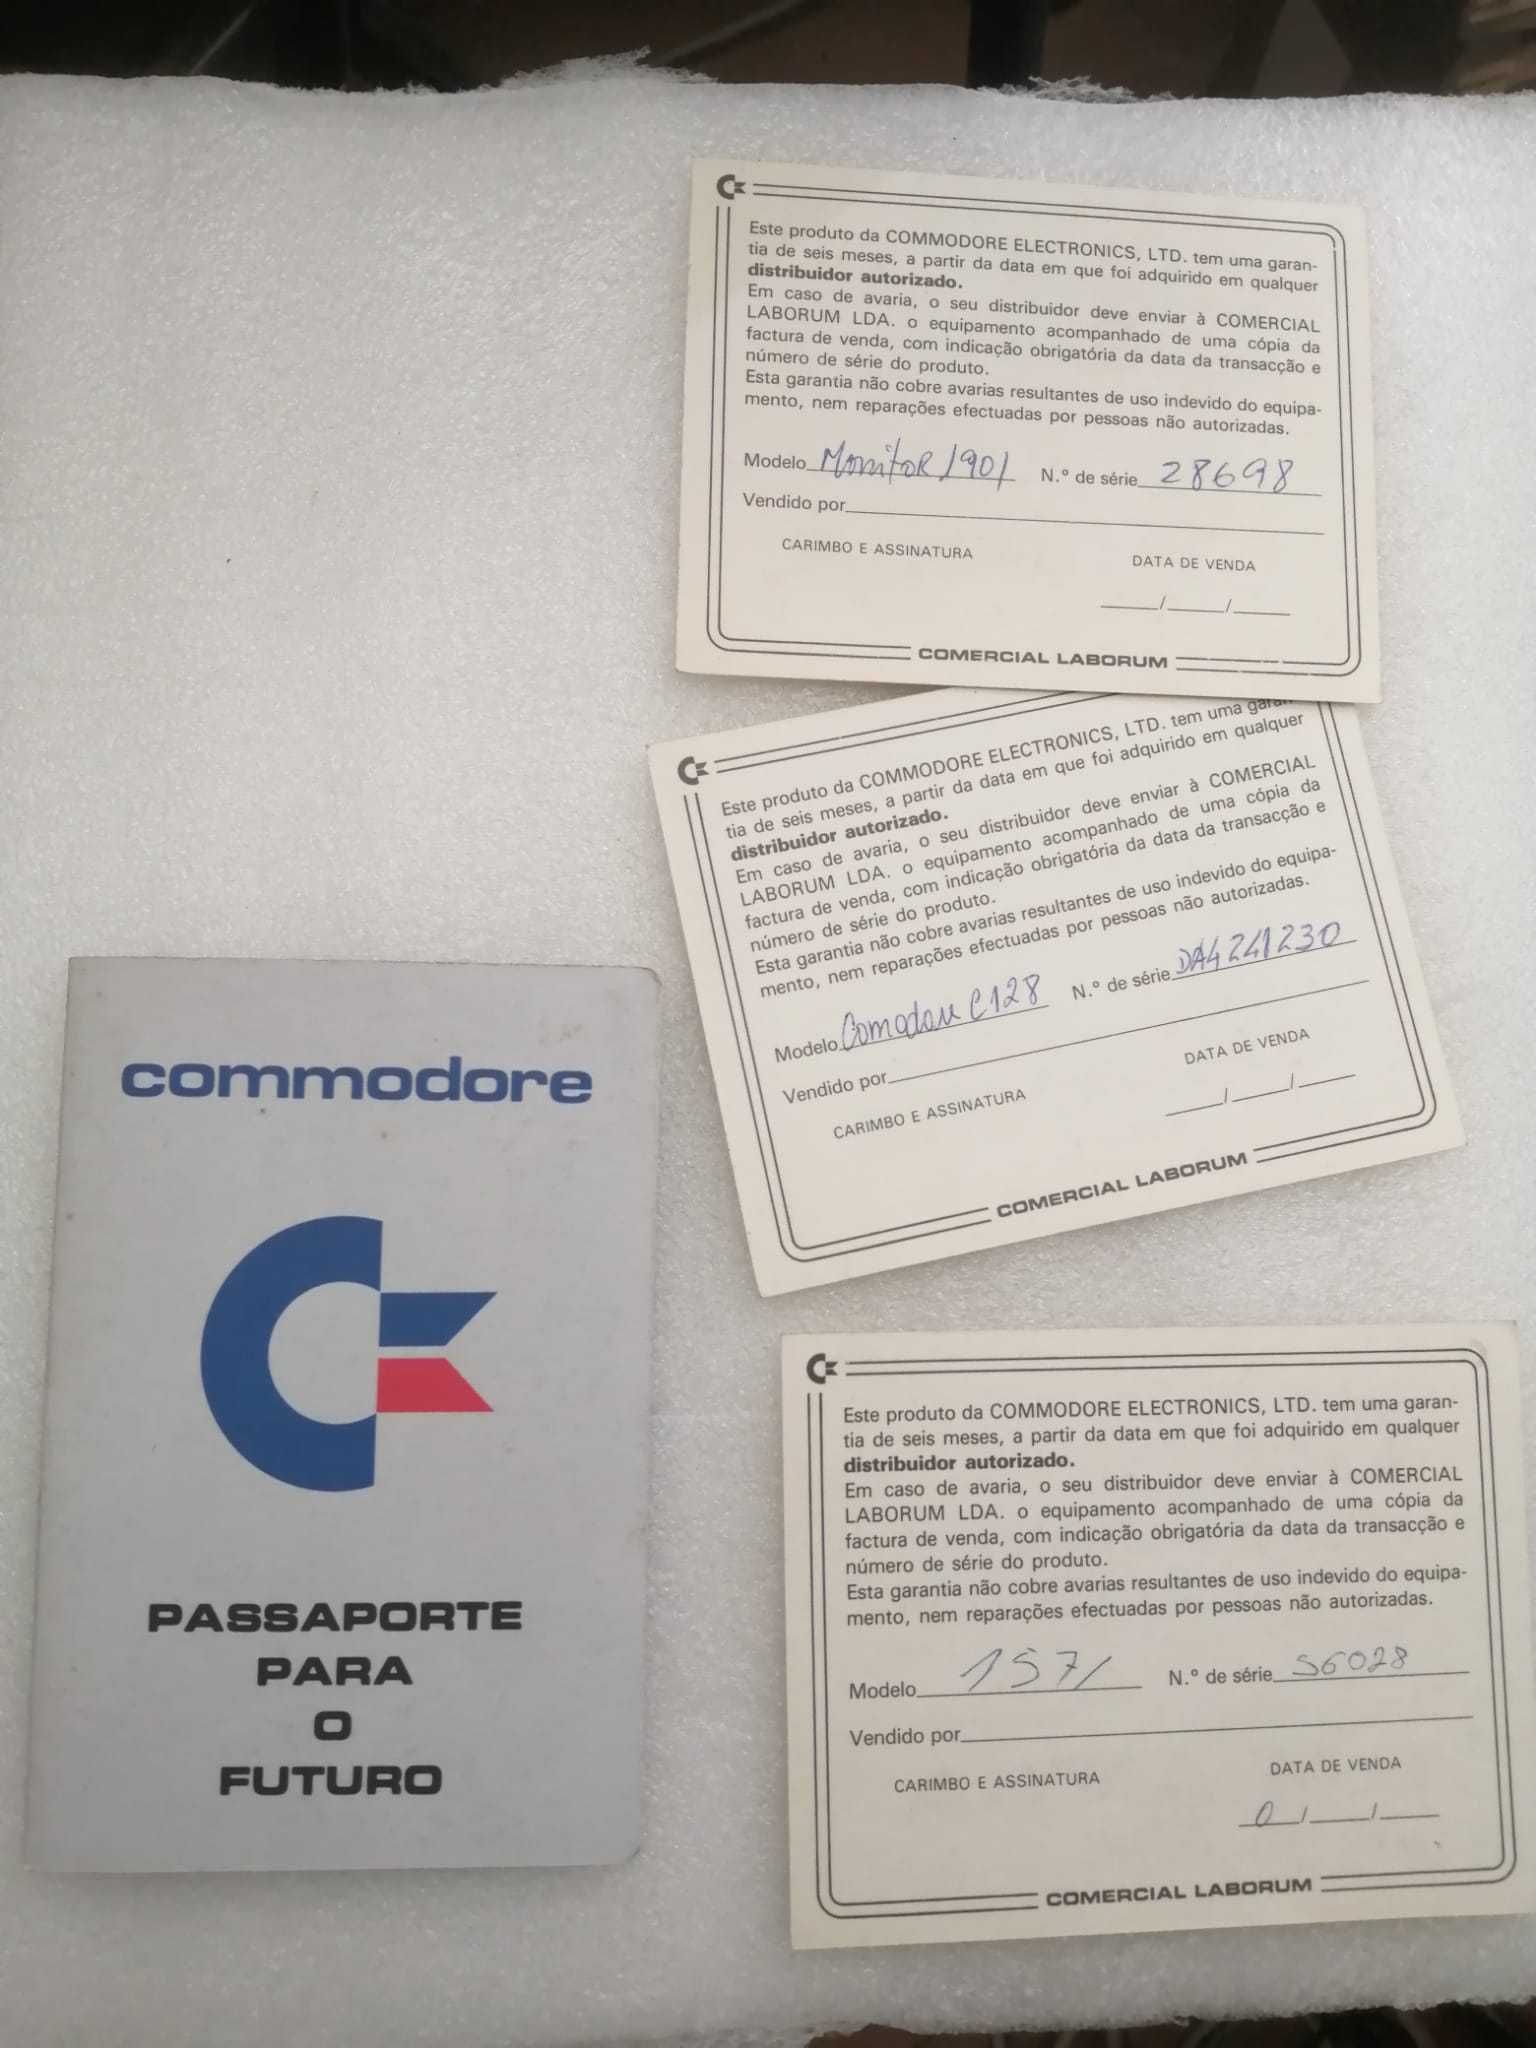 Este produto da COMMODORE ELECTRONICS, LTD. tem uma garan-
tia de seis meses, a partir da data em que foi adquirido em qualquer
distribuidor autorizado.
Em caso de avaria, o seu distribuidor deve enviar à COMERCIAL
LABORUM LDA. o equipamento acompanhado de uma cópia da
factura de venda, com indicação obrigatória da data da transacção e
número de série do produto.
Esta garantia não cobre avarias resultantes de uso indevido do equipa-
mento, nem reparações efectuadas por pessoas não autorizadas.
Modelo Monitor 1901 N.º de série 28698
Vendido por
CARIMBO E ASSINATURA DATA DE VENDA
/ /
COMERCIAL LABORUM
Este produto da COMMODORE ELECTRONICS, LTD. tem uma garan-
tia de seis meses, a partir da data em que foi adquirido em qualquer
distribuidor autorizado.
Em caso de avaria, o seu distribuidor deve enviar à COMERCIAL
LABORUM LDA. o equipamento acompanhado de uma cópia da
factura de venda, com indicação obrigatória da data da transacção e
número de série do produto.
Esta garantia não cobre avarias resultantes de uso indevido do equipa-
mento, nem reparações efectuadas por pessoas não autorizadas.
Modelo Comodore C128 N.º de série DA4241230
Vendido por
CARIMBO E ASSINATURA DATA DE VENDA
/ /
COMERCIAL LABORUM
commodore
PASSAPORTE
PARA
O
FUTURO
Este produto da COMMODORE ELECTRONICS, LTD. tem uma garan-
tia de seis meses, a partir da data em que foi adquirido em qualquer
distribuidor autorizado.
Em caso de avaria, o seu distribuidor deve enviar à COMERCIAL
LABORUM LDA. o equipamento acompanhado de uma cópia da
factura de venda, com indicação obrigatória da data da transacção e
número de série do produto.
Esta garantia não cobre avarias resultantes de uso indevido do equipa-
mento, nem reparações efectuadas por pessoas não autorizadas.
Modelo 1571 N.º de série 56028
Vendido por
CARIMBO E ASSINATURA DATA DE VENDA
0 / /
COMERCIAL LABORUM